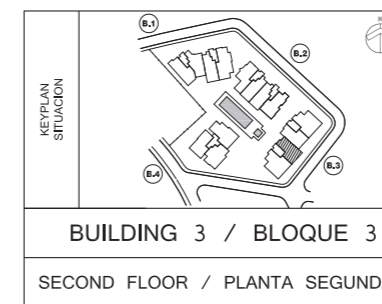 B.1
B.2
KEYPLAN
SITUACION
B.4
B.3
BUILDING 3 / BLOQUE 3
SECOND FLOOR / PLANTA SEGUND